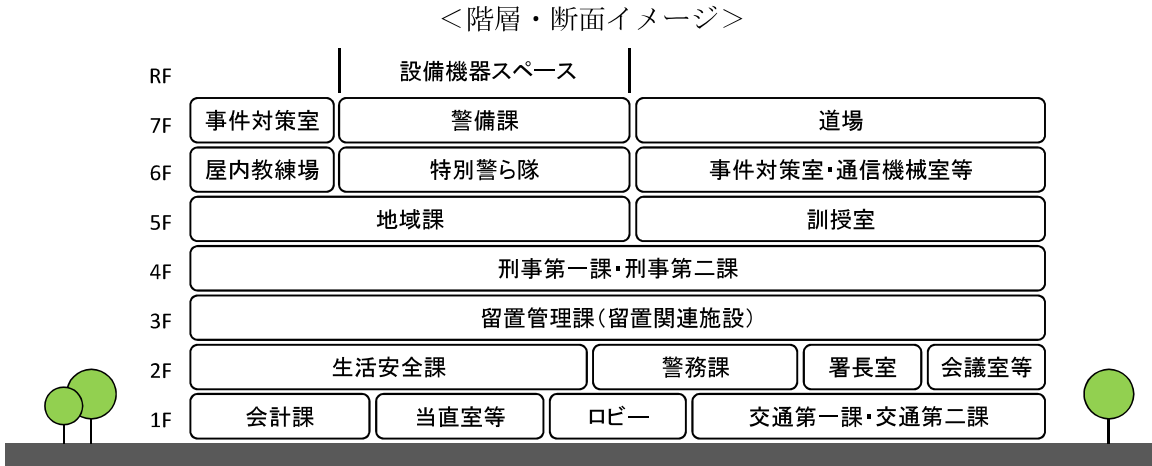 ＜階層・断面イメージ＞
RF 設備機器スペース
7F 事件対策室 警備課 道場
6F 屋内教練場 特別警ら隊 事件対策室・通信機械室等
5F 地域課 訓授室
4F 刑事第一課・刑事第二課
3F 留置管理課（留置関連施設）
2F 生活安全課 警務課 署長室 会議室等
1F 会計課 当直室等 ロビー 交通第一課・交通第二課